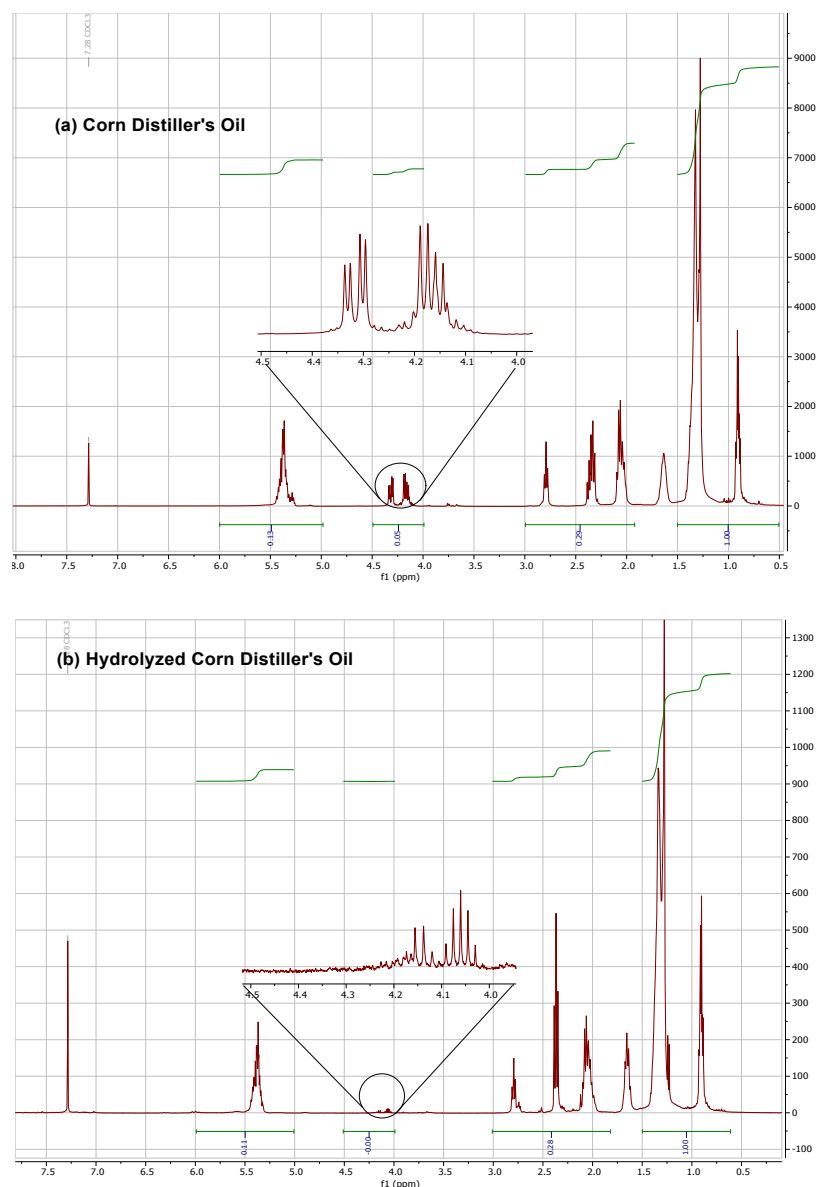 7.28 CDCL3
(a) Corn Distiller's Oil
9000
8000
7000
6000
5000
4000
3000
2000
1000
0
4.5 4.4 4.3 4.2 4.1 4.0
0.13 0.05 0.29 1.00
8.0 7.5 7.0 6.5 6.0 5.5 5.0 4.5 4.0 3.5 3.0 2.5 2.0 1.5 1.0 0.5
f1 (ppm)
8 CDCL3
(b) Hydrolyzed Corn Distiller's Oil
1300
1200
1100
1000
900
800
700
600
500
400
300
200
100
0
-100
4.5 4.4 4.3 4.2 4.1 4.0
0.11 -0.00 0.28 1.00
7.5 7.0 6.5 6.0 5.5 5.0 4.5 4.0 3.5 3.0 2.5 2.0 1.5 1.0 0.5
f1 (ppm)